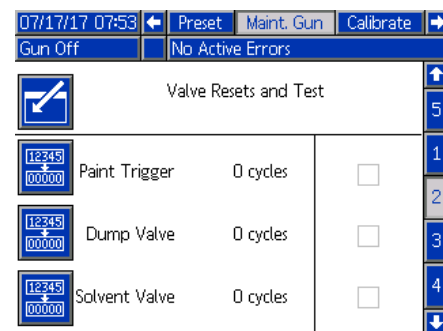 07/17/17 07:53 Preset Maint. Gun Calibrate
Gun Off No Active Errors
Valve Resets and Test
5
12345
00000
Paint Trigger 0 cycles
1
2
12345
00000
Dump Valve 0 cycles
3
12345
00000
Solvent Valve 0 cycles
4